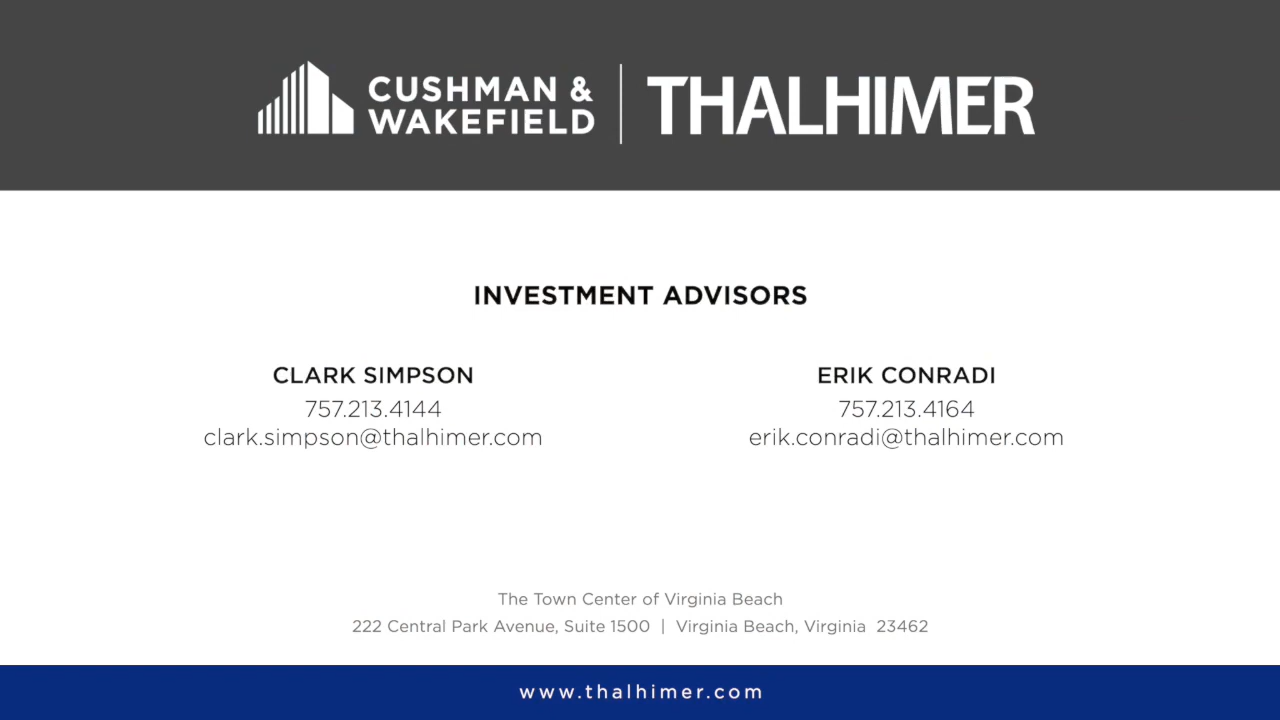 CUSHMAN &
WAKEFIELD
THALHIMER
INVESTMENT ADVISORS
CLARK SIMPSON
757.213.4144
clark.simpson@thalhimer.com
ERIK CONRADI
757.213.4164
erik.conradi@thalhimer.com
The Town Center of Virginia Beach
222 Central Park Avenue, Suite 1500 | Virginia Beach, Virginia 23462
www.thalhimer.com